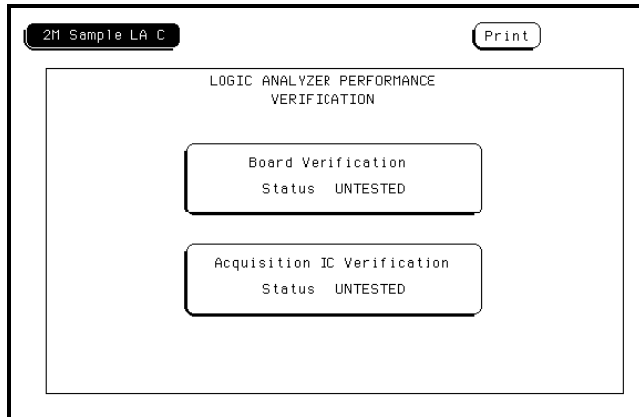 2M Sample LA C
Print
LOGIC ANALYZER PERFORMANCE
VERIFICATION
Board Verification
Status UNTESTED
Acquisition IC Verification
Status UNTESTED